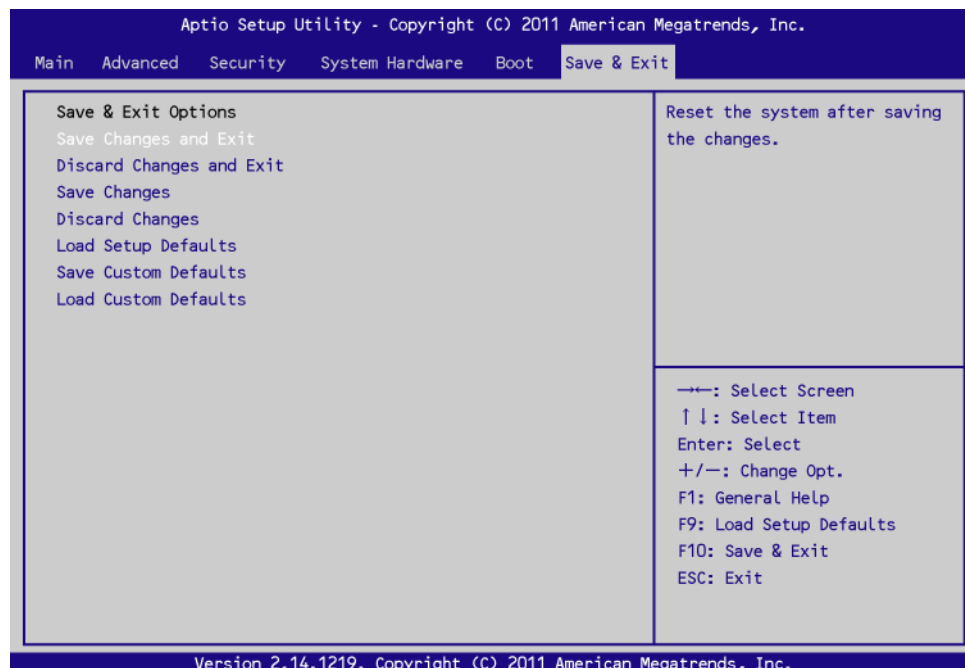 Aptio Setup Utility - Copyright (C) 2011 American Megatrends, Inc.
Main Advanced Security System Hardware Boot Save & Exit
Save & Exit Options
Save Changes and Exit
Discard Changes and Exit
Save Changes
Discard Changes
Load Setup Defaults
Save Custom Defaults
Load Custom Defaults
Reset the system after saving
the changes.
→←: Select Screen
↑↓: Select Item
Enter: Select
+/-: Change Opt.
F1: General Help
F9: Load Setup Defaults
F10: Save & Exit
ESC: Exit
Version 2.14.1219. Copyright (C) 2011 American Megatrends, Inc.